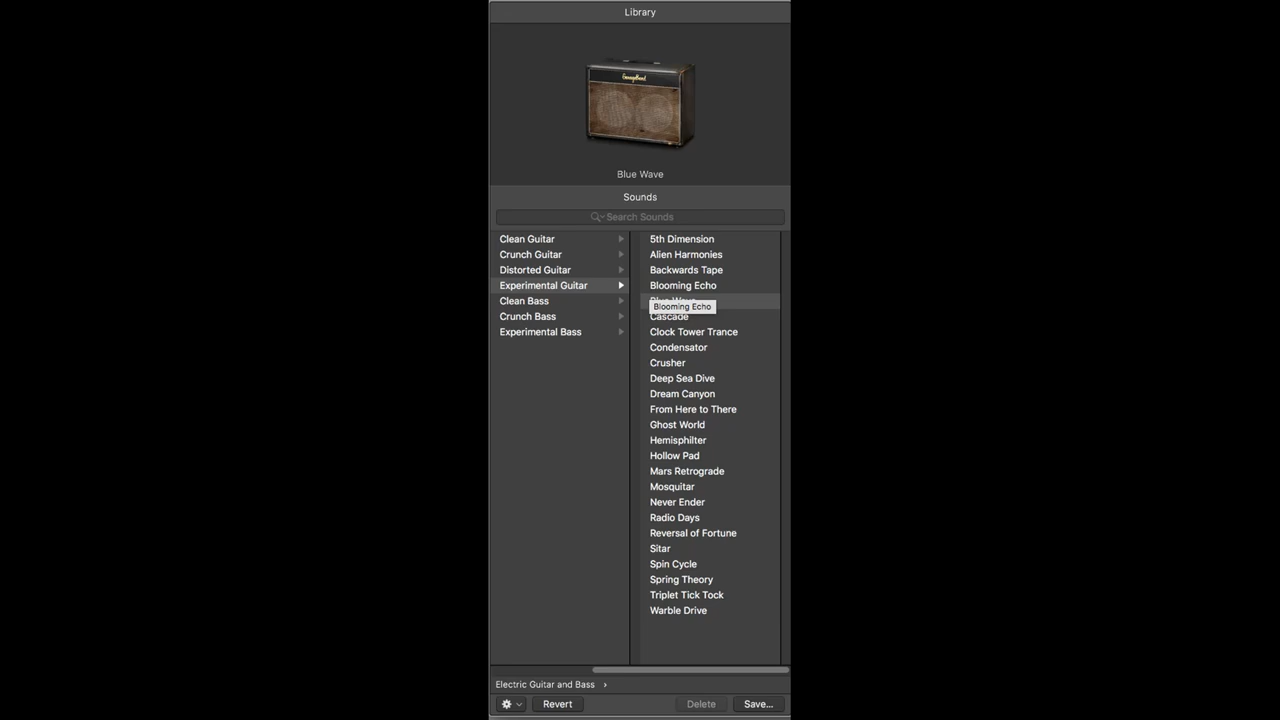 Library
GarageBand
Blue Wave
Sounds
Search Sounds
Clean Guitar
Crunch Guitar
Distorted Guitar
Experimental Guitar
Clean Bass
Crunch Bass
Experimental Bass
5th Dimension
Alien Harmonies
Backwards Tape
Blooming Echo
Blue Wave
Blooming Echo
Cascade
Clock Tower Trance
Condensator
Crusher
Deep Sea Dive
Dream Canyon
From Here to There
Ghost World
Hemisphilter
Hollow Pad
Mars Retrograde
Mosquitar
Never Ender
Radio Days
Reversal of Fortune
Sitar
Spin Cycle
Spring Theory
Triplet Tick Tock
Warble Drive
Electric Guitar and Bass ›
Revert
Delete
Save...